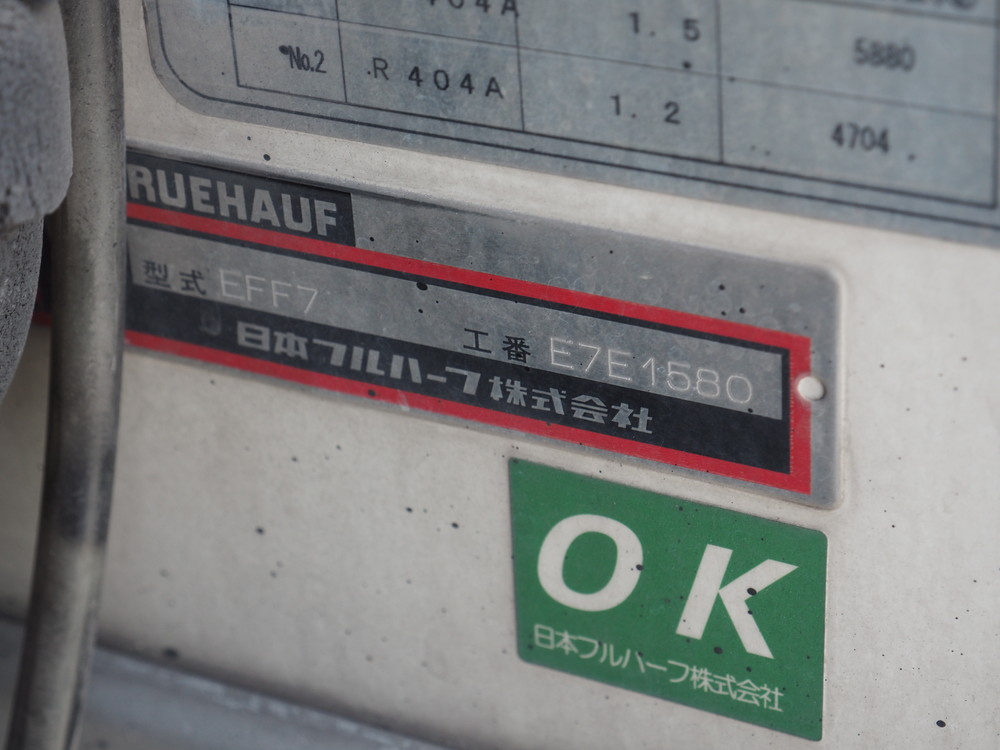 404A 1. 5 5880
No.2 R 404A 1. 2 4704
RUEHAUF
型式 EFF7 工番 E7E1580
日本フルハーフ株式会社
OK
日本フルハーフ株式会社